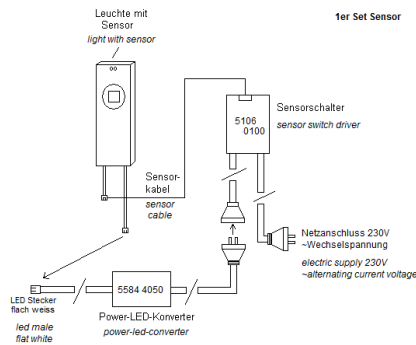 Leuchte mit
Sensor
light with sensor
1er Set Sensor
5106
0100
Sensorschalter
sensor switch driver
Sensor-
kabel
sensor
cable
Netzanschluss 230V
~Wechselspannung
electric supply 230V
~alternating current voltage
LED Stecker
flach weiss
led male
flat white
5584 4050
Power-LED-Konverter
power-led-converter